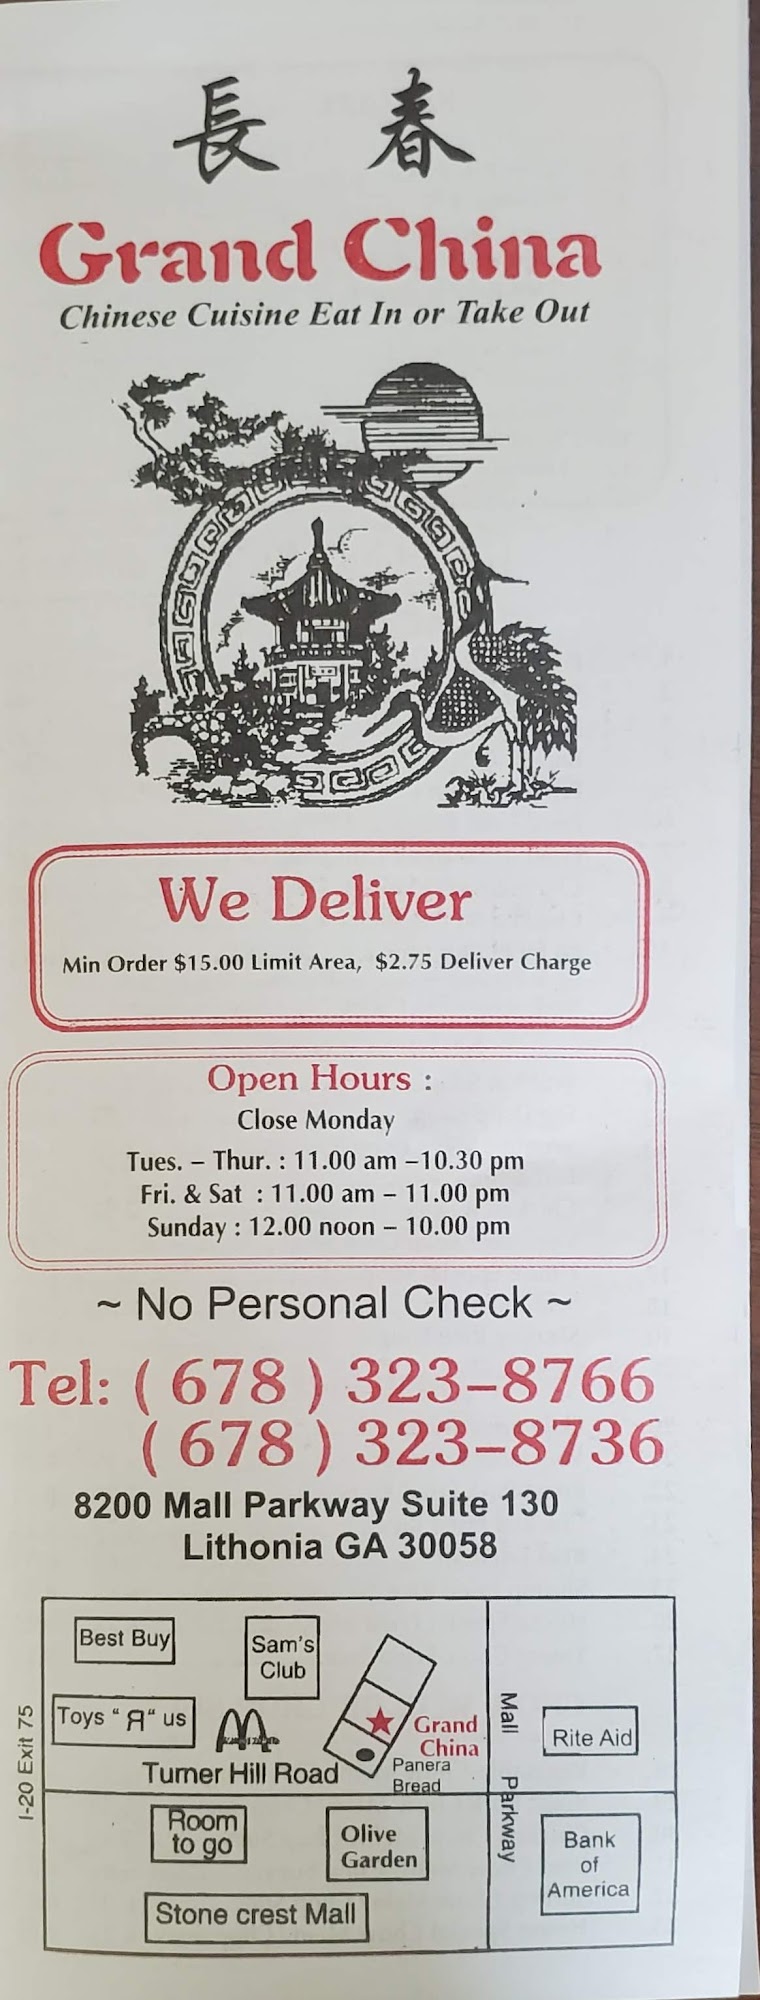 長 春
Grand China
Chinese Cuisine Eat In or Take Out
We Deliver
Min Order $15.00 Limit Area, $2.75 Deliver Charge
Open Hours :
Close Monday
Tues. – Thur. : 11.00 am –10.30 pm
Fri. & Sat : 11.00 am – 11.00 pm
Sunday : 12.00 noon – 10.00 pm
~ No Personal Check ~
Tel: ( 678 ) 323–8766
( 678 ) 323–8736
8200 Mall Parkway Suite 130
Lithonia GA 30058
I-20 Exit 75
Best Buy
Sam's
Club
Toys " Я " us
Grand
China
Panera
Bread
Turner Hill Road
Mall Parkway
Rite Aid
Room
to go
Olive
Garden
Bank
of
America
Stone crest Mall